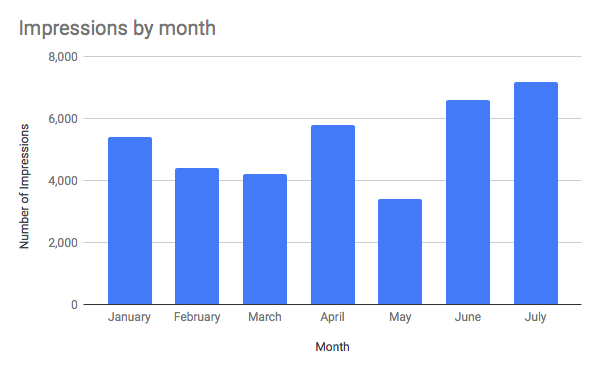 Impressions by month
8,000
6,000
4,000
2,000
0
Number of Impressions
January February March April May June July
Month